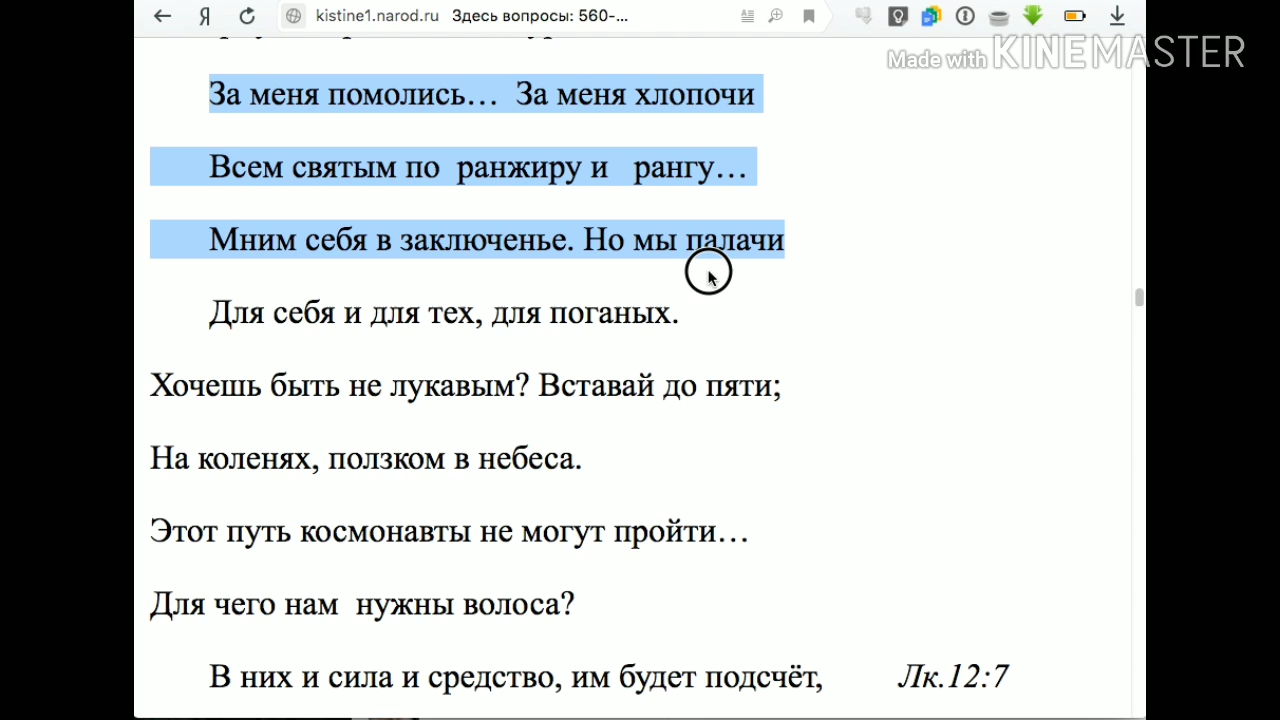 Я kistine1.narod.ru Здесь вопросы: 560-...
Made with KINEMASTER
За меня помолись… За меня хлопочи
Всем святым по ранжиру и рангу…
Мним себя в заключенье. Но мы палачи
Для себя и для тех, для поганых.
Хочешь быть не лукавым? Вставай до пяти;
На коленях, ползком в небеса.
Этот путь космонавты не могут пройти…
Для чего нам нужны волоса?
В них и сила и средство, им будет подсчёт, Лк.12:7